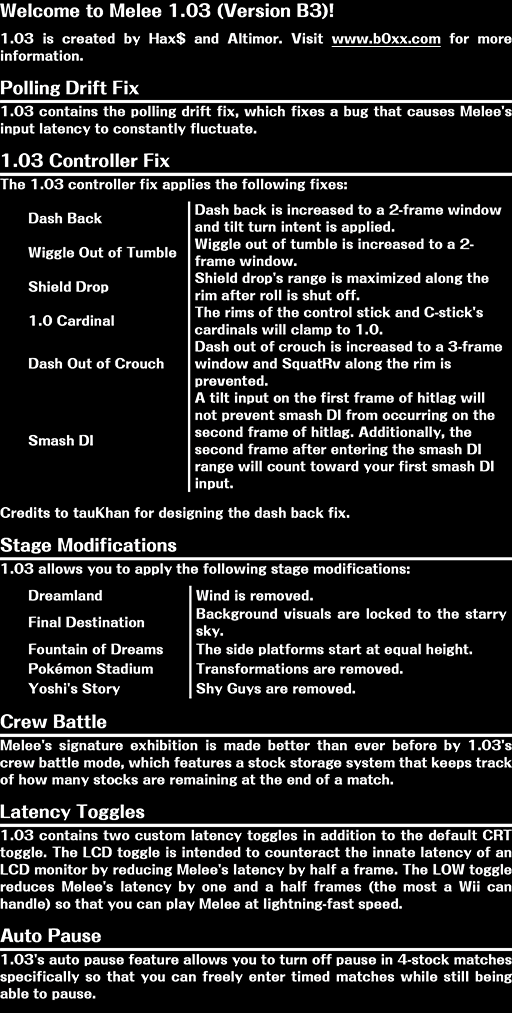 Welcome to Melee 1.03 (Version B3)!
1.03 is created by Hax$ and Altimor. Visit www.b0xx.com for more
information.
Polling Drift Fix
1.03 contains the polling drift fix, which fixes a bug that causes Melee's
input latency to constantly fluctuate.
1.03 Controller Fix
The 1.03 controller fix applies the following fixes:
Dash Back
Dash back is increased to a 2-frame window
and tilt turn intent is applied.
Wiggle Out of Tumble
Wiggle out of tumble is increased to a 2-
frame window.
Shield Drop
Shield drop's range is maximized along the
rim after roll is shut off.
1.0 Cardinal
The rims of the control stick and C-stick's
cardinals will clamp to 1.0.
Dash Out of Crouch
Dash out of crouch is increased to a 3-frame
window and SquatRv along the rim is
prevented.
Smash DI
A tilt input on the first frame of hitlag will
not prevent smash DI from occurring on the
second frame of hitlag. Additionally, the
second frame after entering the smash DI
range will count toward your first smash DI
input.
Credits to tauKhan for designing the dash back fix.
Stage Modifications
1.03 allows you to apply the following stage modifications:
Dreamland
Wind is removed.
Final Destination
Background visuals are locked to the starry
sky.
Fountain of Dreams
The side platforms start at equal height.
Pokémon Stadium
Transformations are removed.
Yoshi's Story
Shy Guys are removed.
Crew Battle
Melee's signature exhibition is made better than ever before by 1.03's
crew battle mode, which features a stock storage system that keeps track
of how many stocks are remaining at the end of a match.
Latency Toggles
1.03 contains two custom latency toggles in addition to the default CRT
toggle. The LCD toggle is intended to counteract the innate latency of an
LCD monitor by reducing Melee's latency by half a frame. The LOW toggle
reduces Melee's latency by one and a half frames (the most a Wii can
handle) so that you can play Melee at lightning-fast speed.
Auto Pause
1.03's auto pause feature allows you to turn off pause in 4-stock matches
specifically so that you can freely enter timed matches while still being
able to pause.